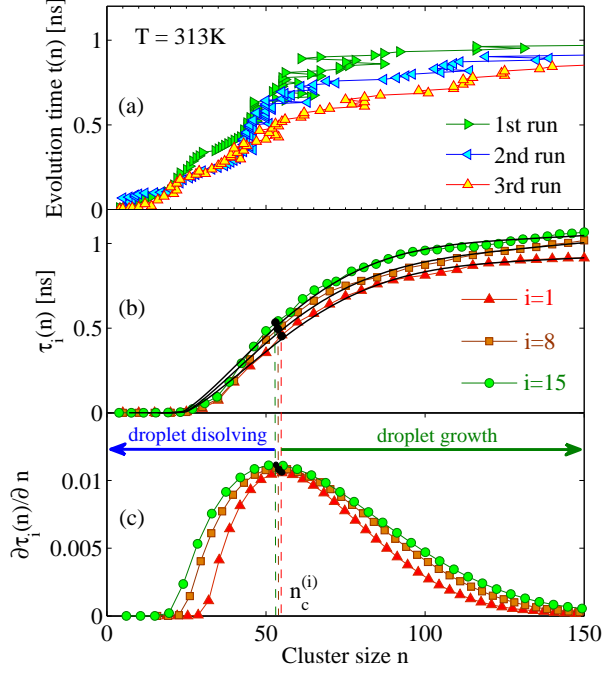 T = 313K
Evolution time t(n) [ns]
1
0.5
0
(a)
1st run
2nd run
3rd run
τi(n) [ns]
1
0.5
0
(b)
i=1
i=8
i=15
droplet disolving
droplet growth
∂τi(n)/∂ n
0.01
0.005
0
(c)
nc(i)
0 50 100 150
Cluster size n